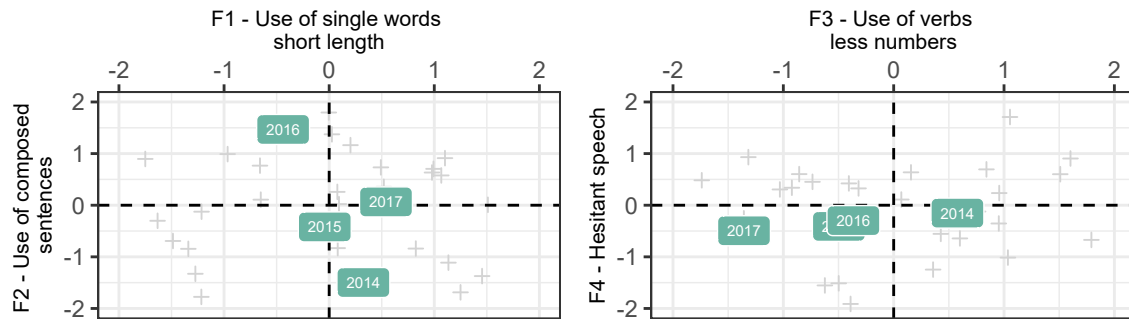 F1 - Use of single words
short length
-2 -1 0 1 2
F2 - Use of composed
sentences
2
1
0
-1
-2
2016
2017
2015
2014
F3 - Use of verbs
less numbers
-2 -1 0 1 2
F4 - Hesitant speech
2
1
0
-1
-2
2014
2016
2017